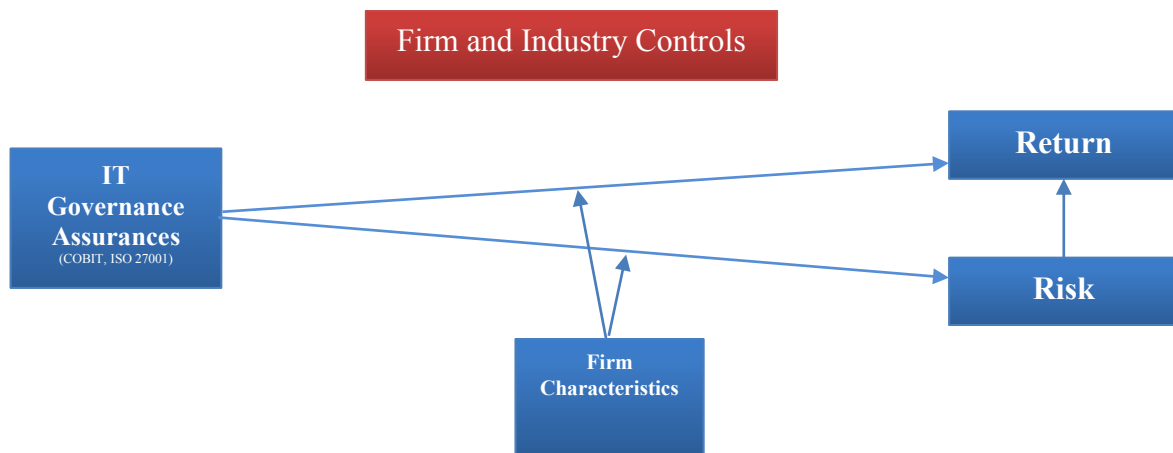 Firm and Industry Controls
Return
IT
Governance
Assurances
(COBIT, ISO 27001)
Risk
Firm
Characteristics